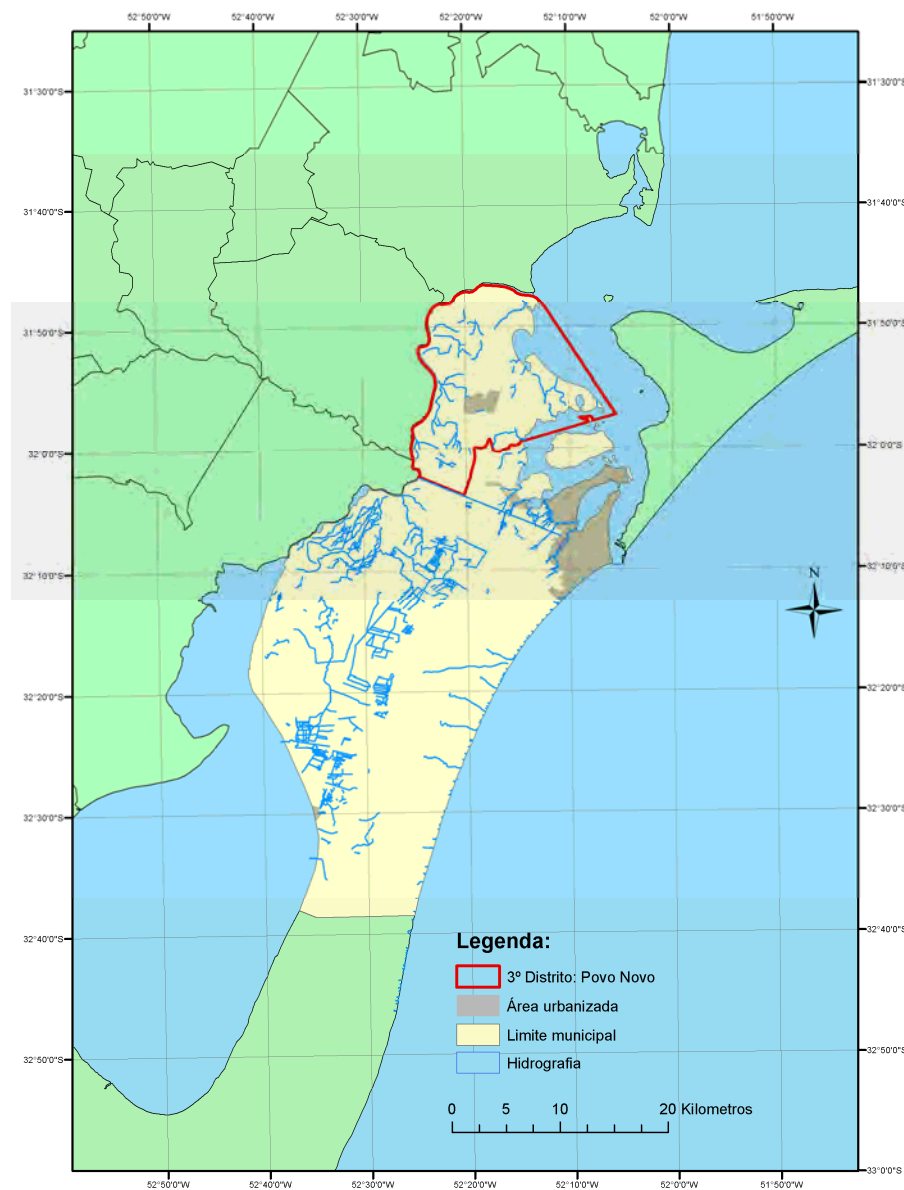 52°50'0"W 52°40'0"W 52°30'0"W 52°20'0"W 52°10'0"W 52°0'0"W 51°50'0"W
31°30'0"S 31°30'0"S
31°40'0"S 31°40'0"S
31°50'0"S 31°50'0"S
32°0'0"S 32°0'0"S
32°10'0"S 32°10'0"S
N
32°20'0"S 32°20'0"S
32°30'0"S 32°30'0"S
32°40'0"S 32°40'0"S
Legenda:
3º Distrito: Povo Novo
Área urbanizada
Limite municipal
Hidrografia
32°50'0"S 32°50'0"S
0 5 10 20 Kilometros
33°0'0"S
52°50'0"W 52°40'0"W 52°30'0"W 52°20'0"W 52°10'0"W 52°0'0"W 51°50'0"W